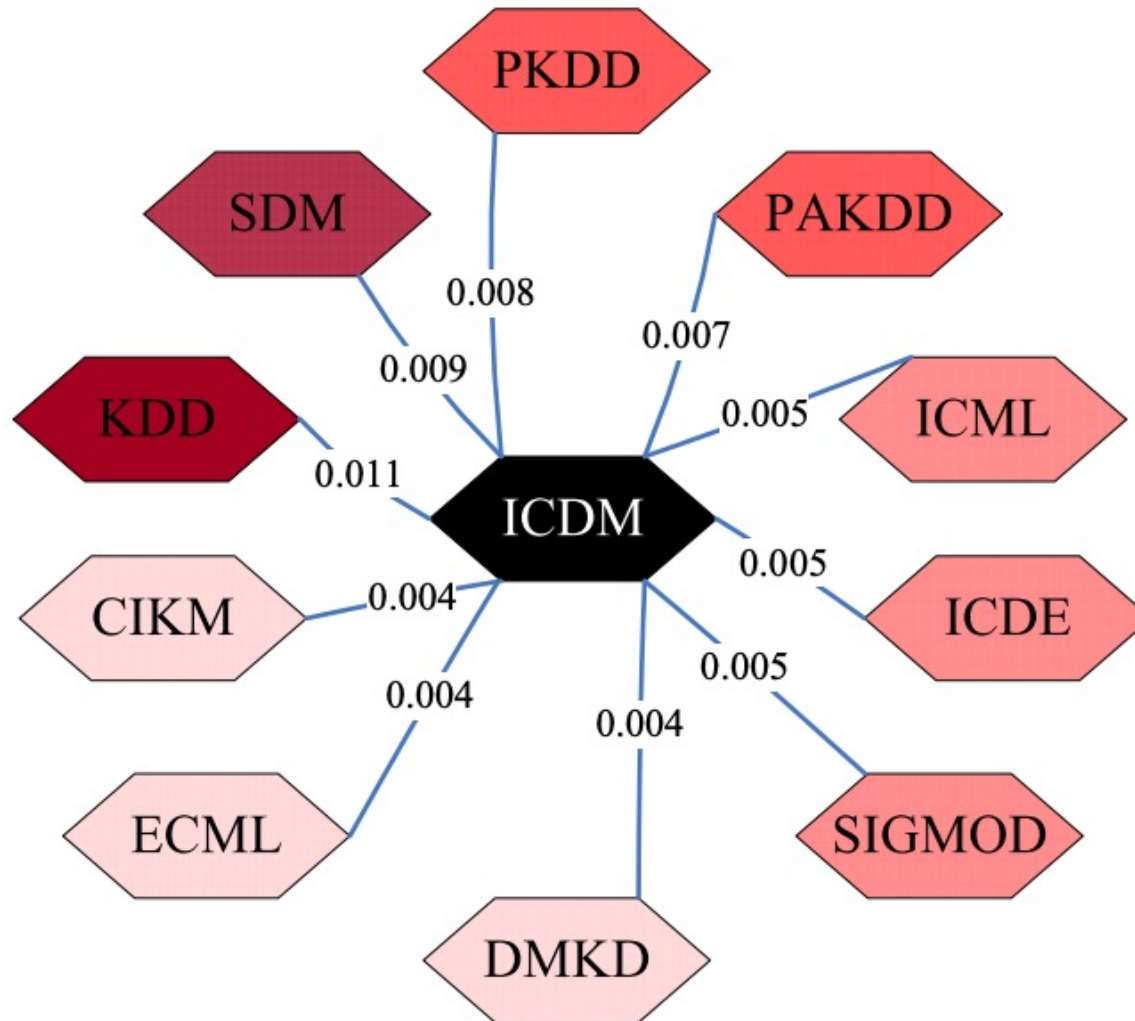 PKDD
SDM
PAKDD
0.008
0.007
0.009
KDD
0.005
ICML
0.011
ICDM
0.005
CIKM
0.004
ICDE
0.005
0.004
0.004
ECML
SIGMOD
DMKD